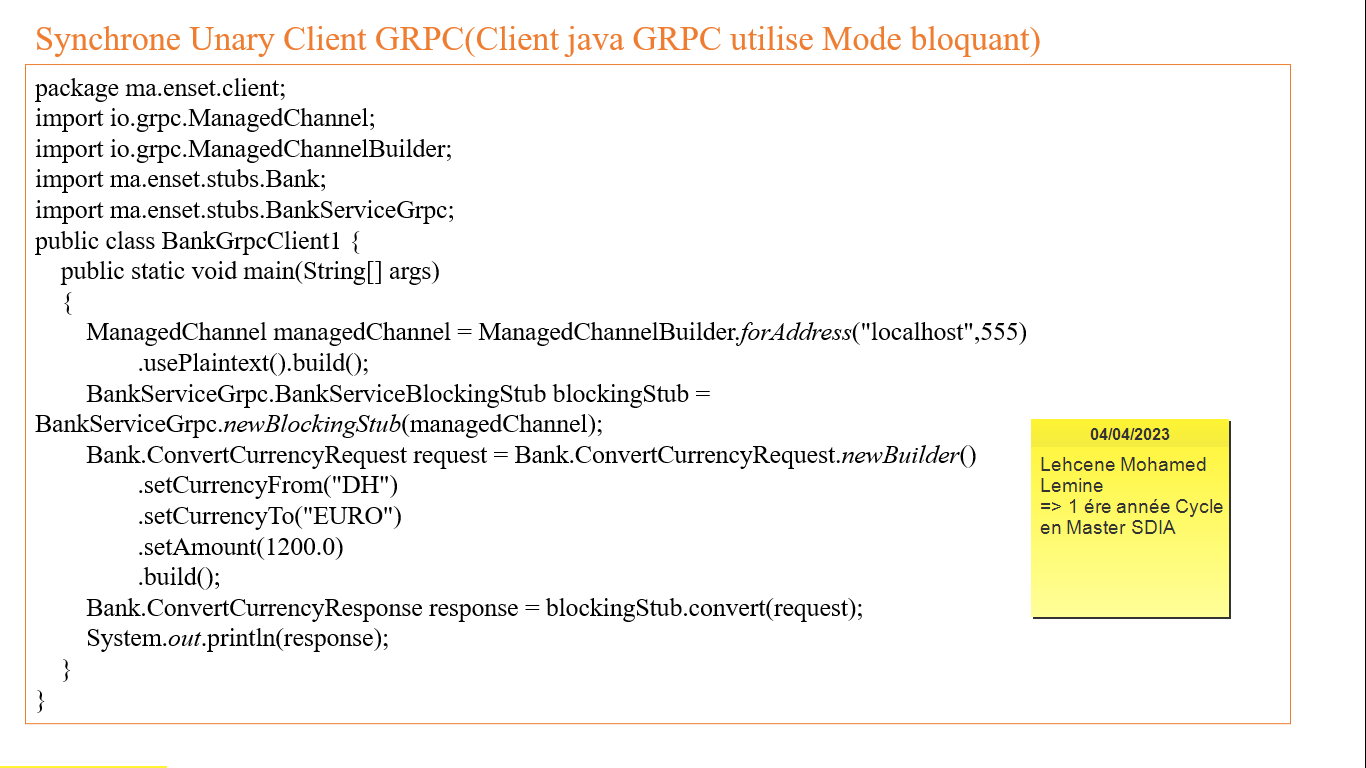 Synchrone Unary Client GRPC(Client java GRPC utilise Mode bloquant)
package ma.enset.client;
import io.grpc.ManagedChannel;
import io.grpc.ManagedChannelBuilder;
import ma.enset.stubs.Bank;
import ma.enset.stubs.BankServiceGrpc;
public class BankGrpcClient1 {
public static void main(String[] args)
{
ManagedChannel managedChannel = ManagedChannelBuilder.forAddress("localhost",555)
.usePlaintext().build();
BankServiceGrpc.BankServiceBlockingStub blockingStub =
BankServiceGrpc.newBlockingStub(managedChannel);
Bank.ConvertCurrencyRequest request = Bank.ConvertCurrencyRequest.newBuilder()
.setCurrencyFrom("DH")
.setCurrencyTo("EURO")
.setAmount(1200.0)
.build();
Bank.ConvertCurrencyResponse response = blockingStub.convert(request);
System.out.println(response);
}
}
04/04/2023
Lehcene Mohamed
Lemine
=> 1 ére année Cycle
en Master SDIA